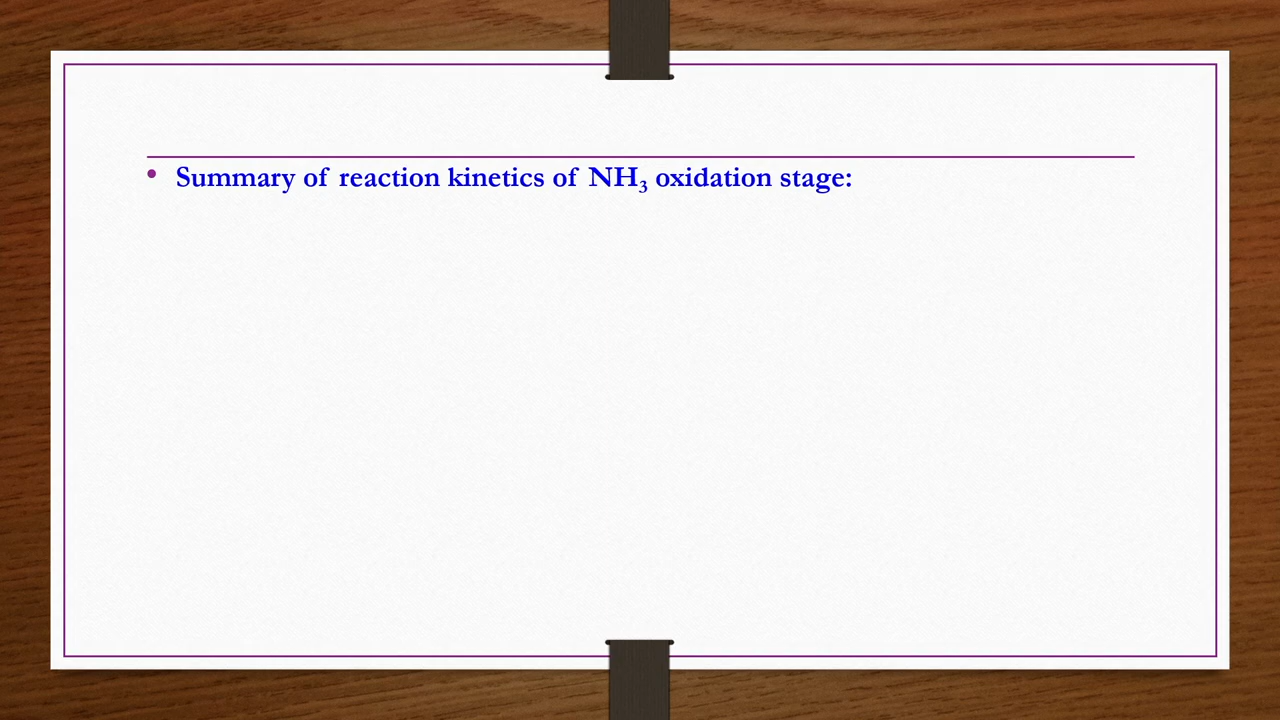 • Summary of reaction kinetics of NH₃ oxidation stage: